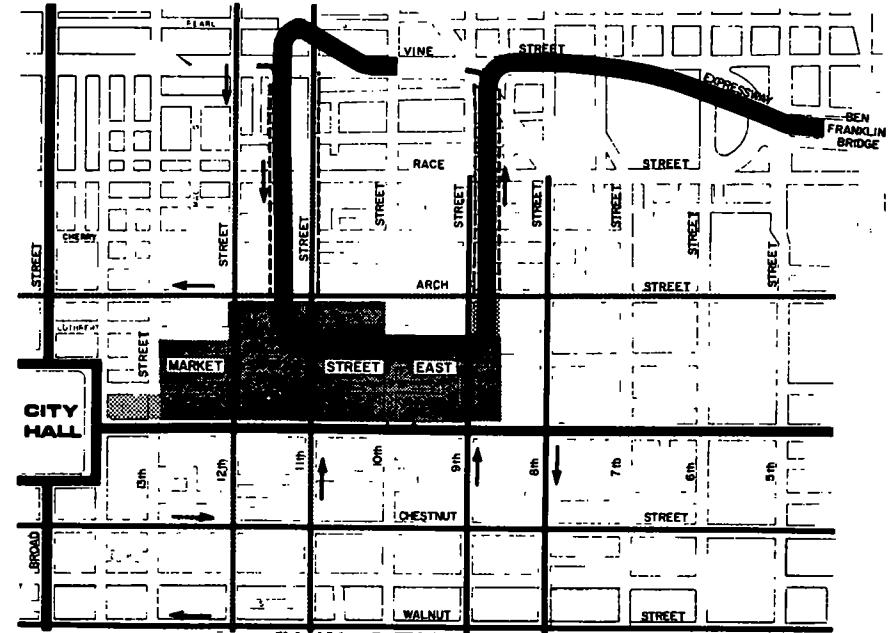 PEARL
VINE STREET
EXPRESSWAY
BEN
FRANKLIN
BRIDGE
RACE STREET
STREET
STREET
STREET
STREET
STREET
STREET
STREET
STREET
STREET
CHERRY
ARCH STREET
STREET
MARKET STREET EAST
CITY
HALL
13th
12th
11th
10th
9th
8th
7th
6th
5th
CHESTNUT STREET
BROAD
WALNUT STREET